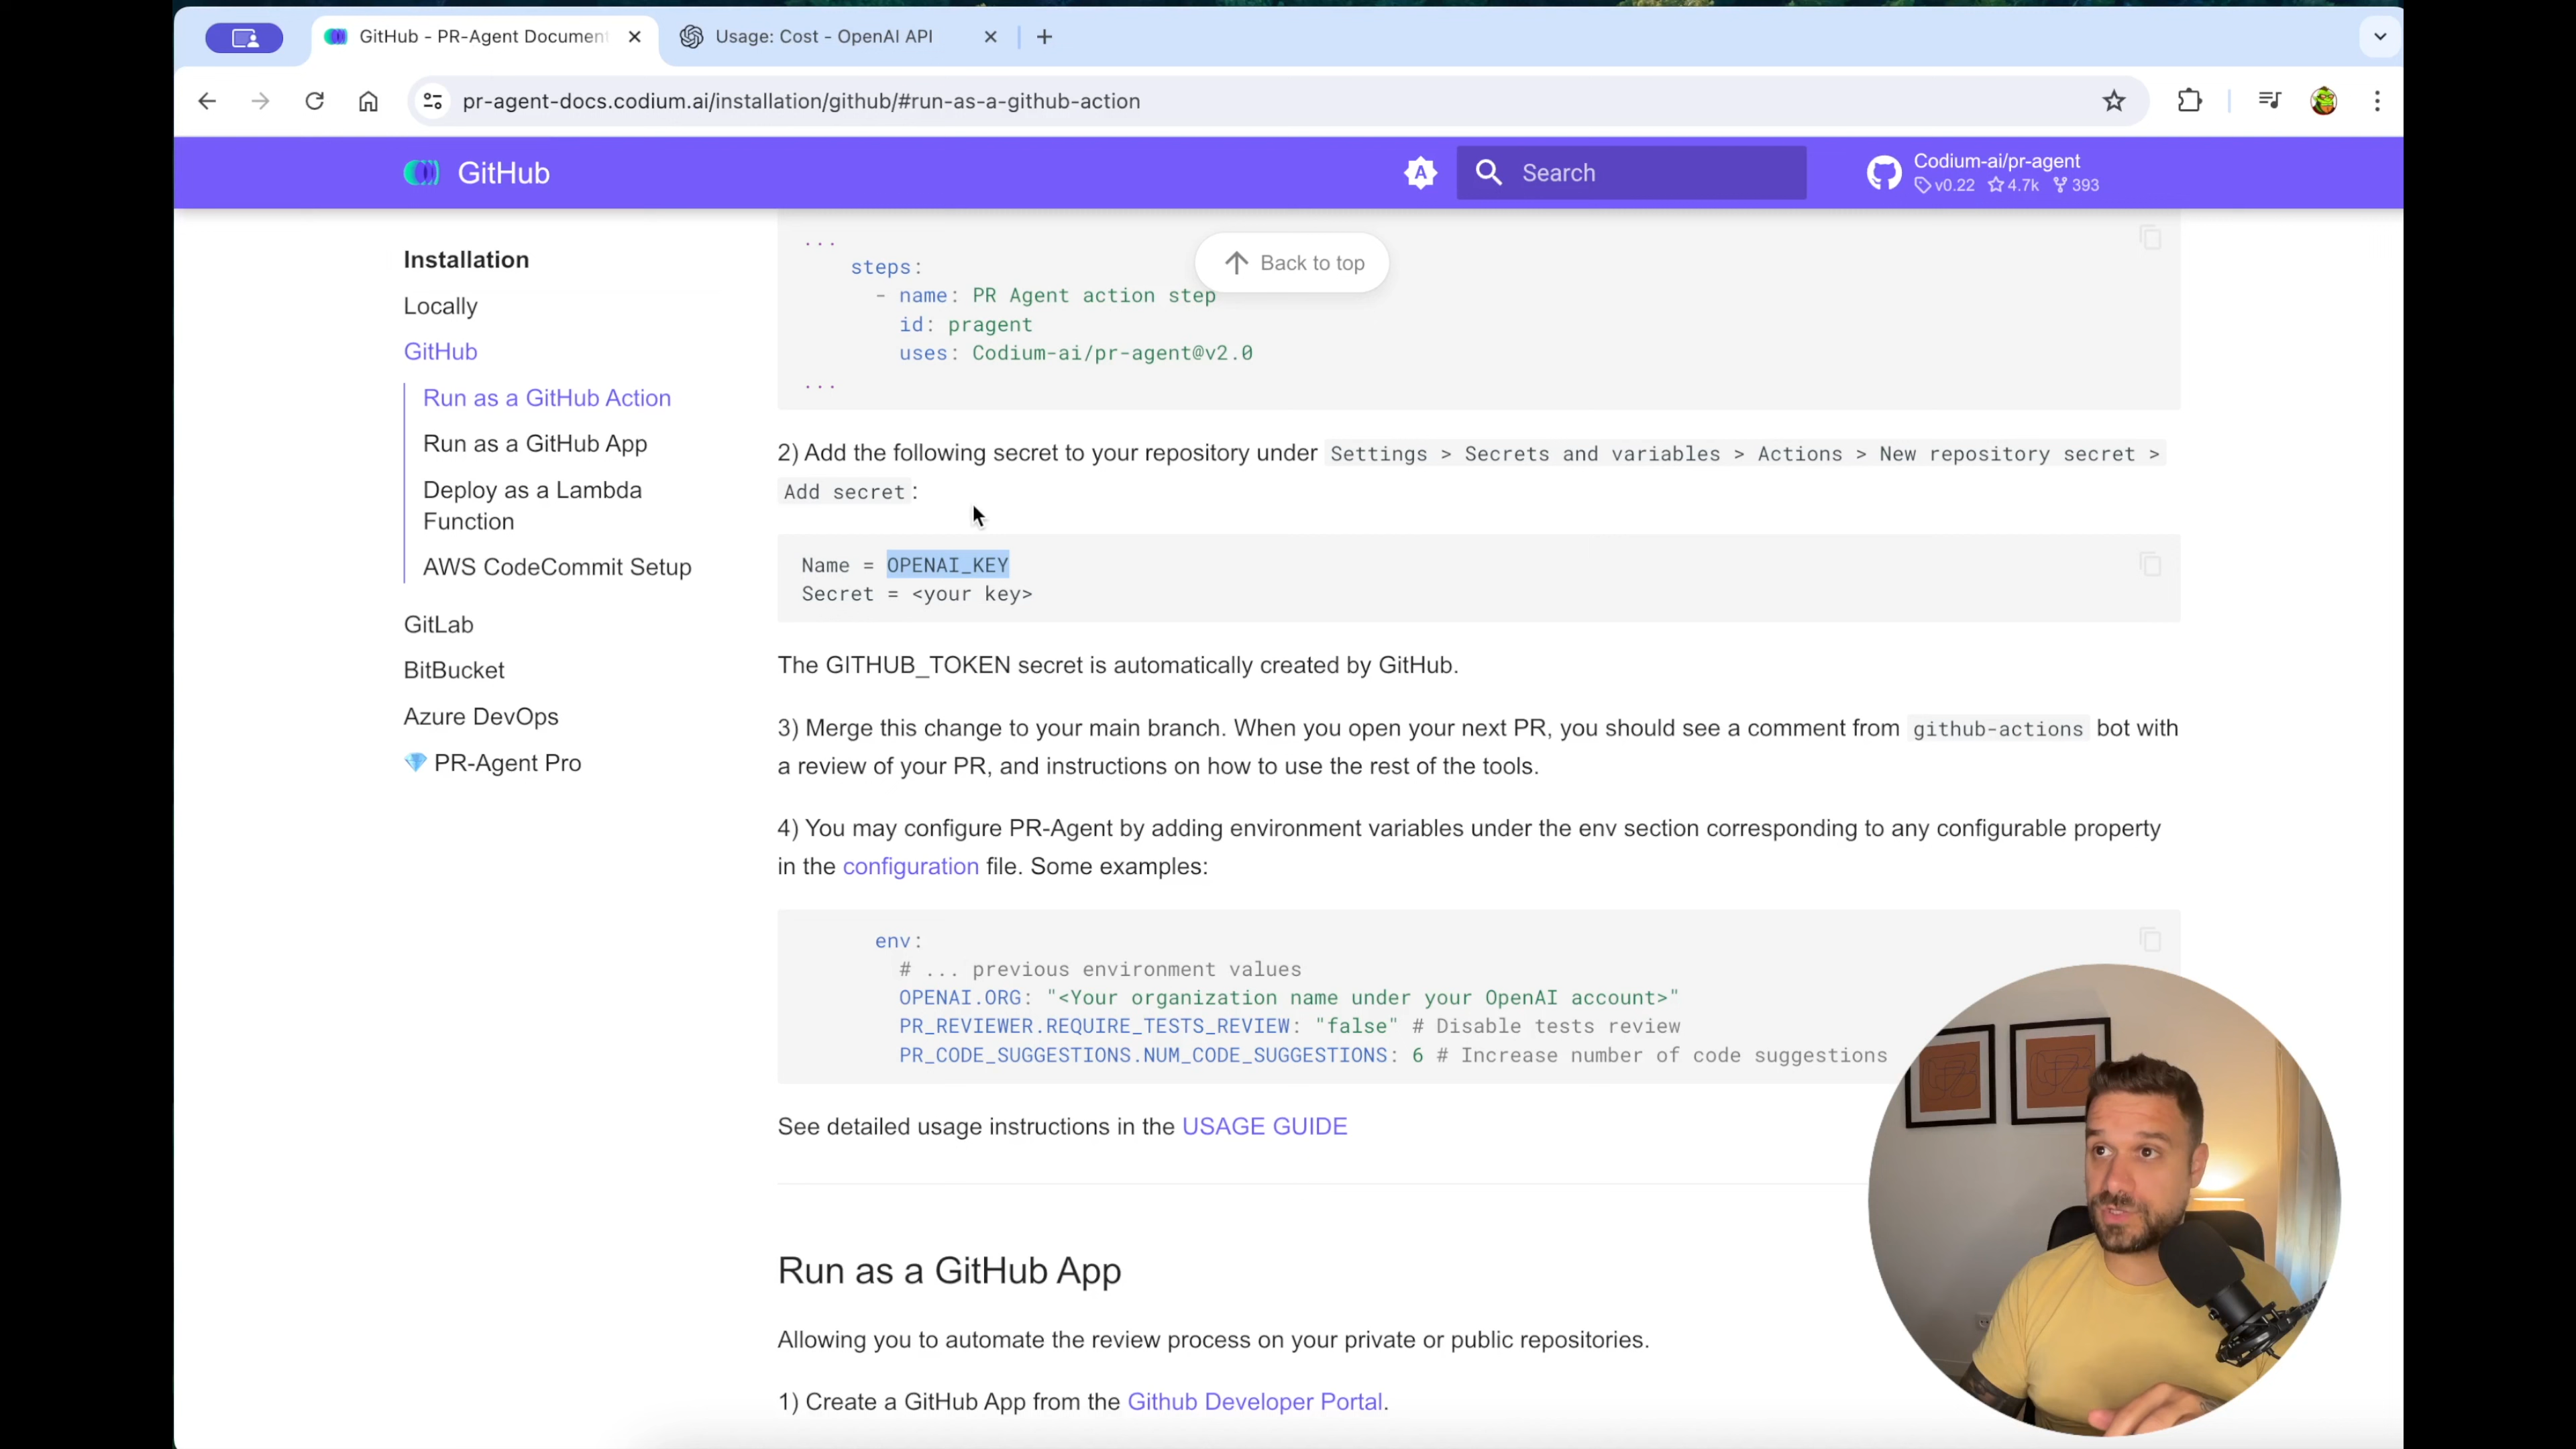 GitHub - PR-Agent Document
Usage: Cost - OpenAI API
pr-agent-docs.codium.ai/installation/github/#run-as-a-github-action
GitHub
A
Search
Codium-ai/pr-agent
v0.22 4.7k 393
Installation
Locally
GitHub
Run as a GitHub Action
Run as a GitHub App
Deploy as a Lambda
Function
AWS CodeCommit Setup
GitLab
BitBucket
Azure DevOps
PR-Agent Pro
Back to top
...
steps:
- name: PR Agent action step
id: pragent
uses: Codium-ai/pr-agent@v2.0
...
2) Add the following secret to your repository under Settings > Secrets and variables > Actions > New repository secret >
Add secret:
Name = OPENAI_KEY
Secret = <your key>
The GITHUB_TOKEN secret is automatically created by GitHub.
3) Merge this change to your main branch. When you open your next PR, you should see a comment from github-actions bot with
a review of your PR, and instructions on how to use the rest of the tools.
4) You may configure PR-Agent by adding environment variables under the env section corresponding to any configurable property
in the configuration file. Some examples:
env:
# ... previous environment values
OPENAI.ORG: "<Your organization name under your OpenAI account>"
PR_REVIEWER.REQUIRE_TESTS_REVIEW: "false" # Disable tests review
PR_CODE_SUGGESTIONS.NUM_CODE_SUGGESTIONS: 6 # Increase number of code suggestions
See detailed usage instructions in the USAGE GUIDE
Run as a GitHub App
Allowing you to automate the review process on your private or public repositories.
1) Create a GitHub App from the Github Developer Portal.